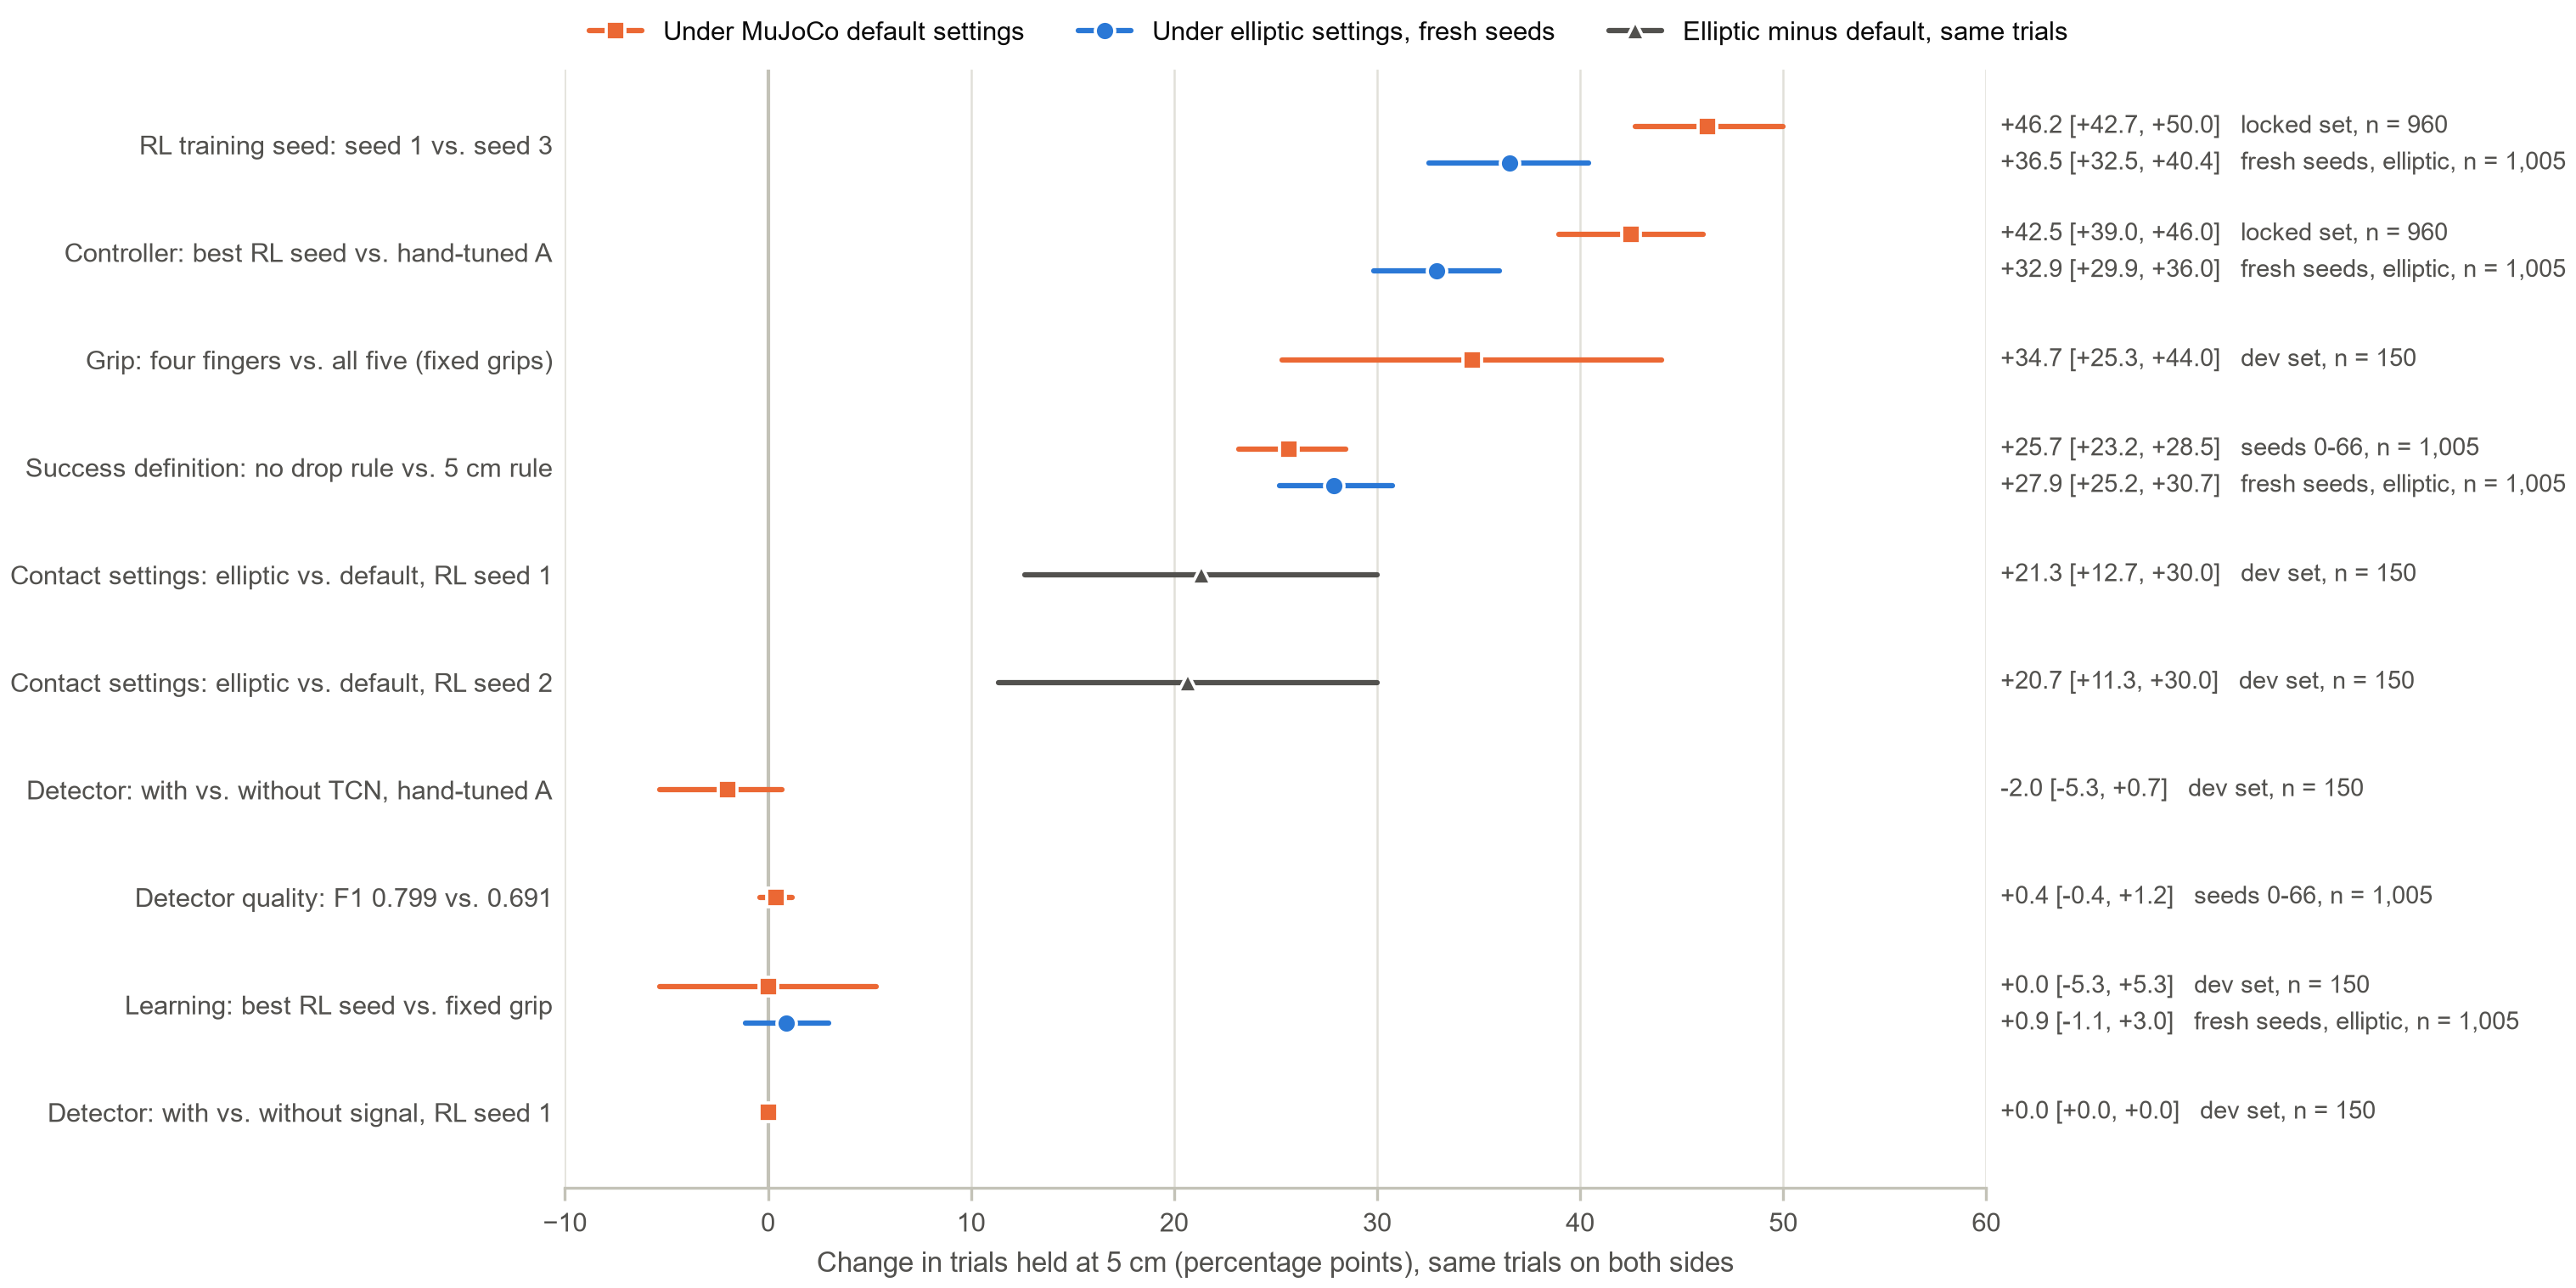 Under MuJoCo default settings
Under elliptic settings, fresh seeds
Elliptic minus default, same trials
RL training seed: seed 1 vs. seed 3
+46.2 [+42.7, +50.0] locked set, n = 960
+36.5 [+32.5, +40.4] fresh seeds, elliptic, n = 1,005
Controller: best RL seed vs. hand-tuned A
+42.5 [+39.0, +46.0] locked set, n = 960
+32.9 [+29.9, +36.0] fresh seeds, elliptic, n = 1,005
Grip: four fingers vs. all five (fixed grips)
+34.7 [+25.3, +44.0] dev set, n = 150
Success definition: no drop rule vs. 5 cm rule
+25.7 [+23.2, +28.5] seeds 0-66, n = 1,005
+27.9 [+25.2, +30.7] fresh seeds, elliptic, n = 1,005
Contact settings: elliptic vs. default, RL seed 1
+21.3 [+12.7, +30.0] dev set, n = 150
Contact settings: elliptic vs. default, RL seed 2
+20.7 [+11.3, +30.0] dev set, n = 150
Detector: with vs. without TCN, hand-tuned A
-2.0 [-5.3, +0.7] dev set, n = 150
Detector quality: F1 0.799 vs. 0.691
+0.4 [-0.4, +1.2] seeds 0-66, n = 1,005
Learning: best RL seed vs. fixed grip
+0.0 [-5.3, +5.3] dev set, n = 150
+0.9 [-1.1, +3.0] fresh seeds, elliptic, n = 1,005
Detector: with vs. without signal, RL seed 1
+0.0 [+0.0, +0.0] dev set, n = 150
−10 0 10 20 30 40 50 60
Change in trials held at 5 cm (percentage points), same trials on both sides